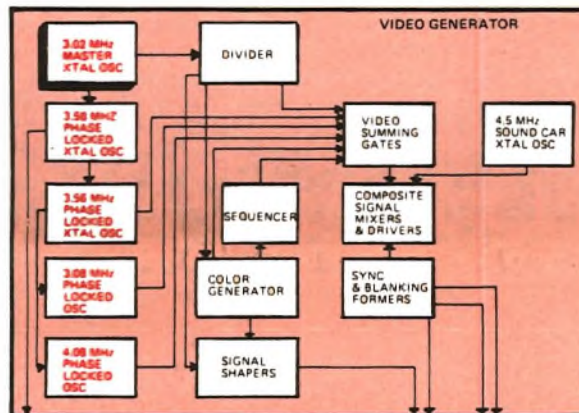 VIDEO GENERATOR
3.02 MHz
MASTER
XTAL OSC
DIVIDER
3.58 MHZ
PHASE
LOCKED
XTAL OSC
VIDEO
SUMMING
GATES
4.5 MHz
SOUND CAR
XTAL OSC
3.56 MHz
PHASE
LOCKED
XTAL OSC
SEQUENCER
COMPOSITE
SIGNAL
MIXERS
& DRIVERS
3.08 MHz
PHASE
LOCKED
OSC
COLOR
GENERATOR
SYNC
& BLANKING
FORMERS
4.08 MHz
PHASE
LOCKED
OSC
SIGNAL
SHAPERS